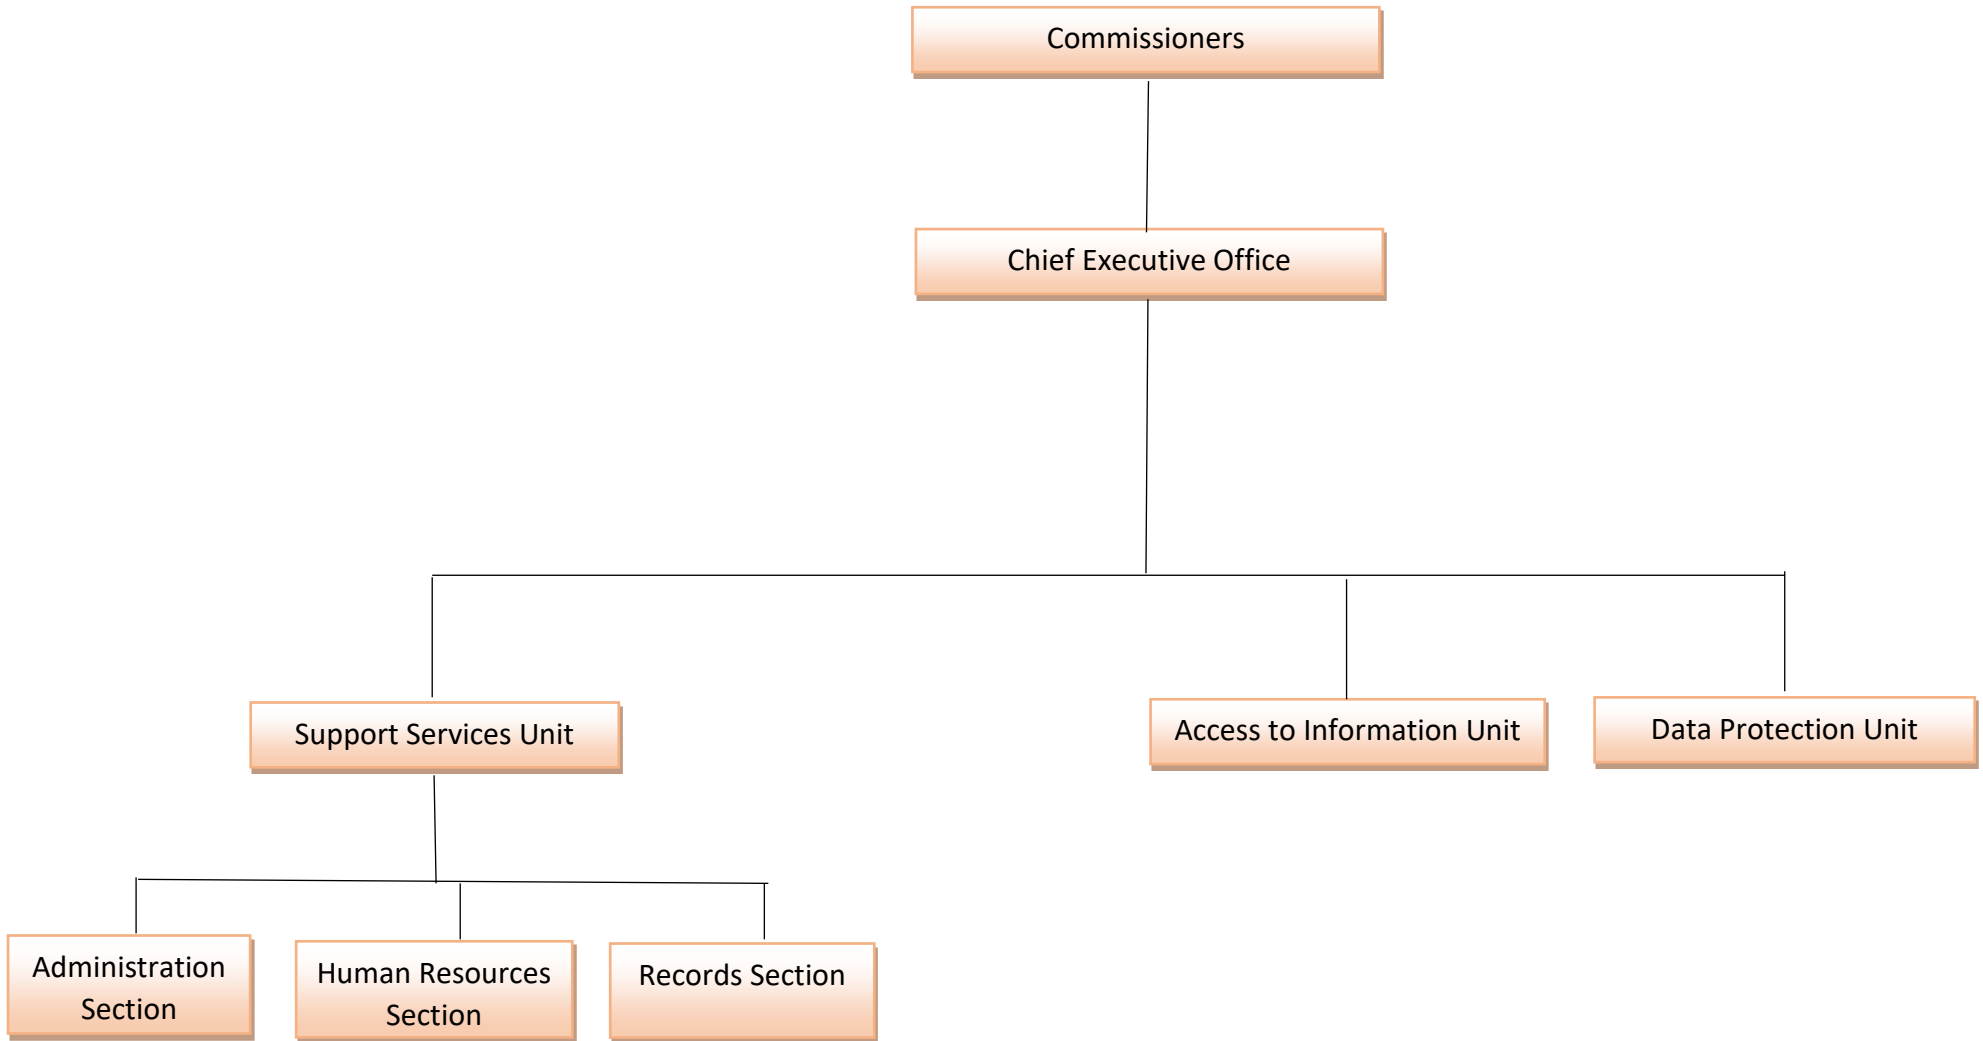 Commissioners
Chief Executive Office
Support Services Unit
Access to Information Unit
Data Protection Unit
Administration
Section
Human Resources
Section
Records Section